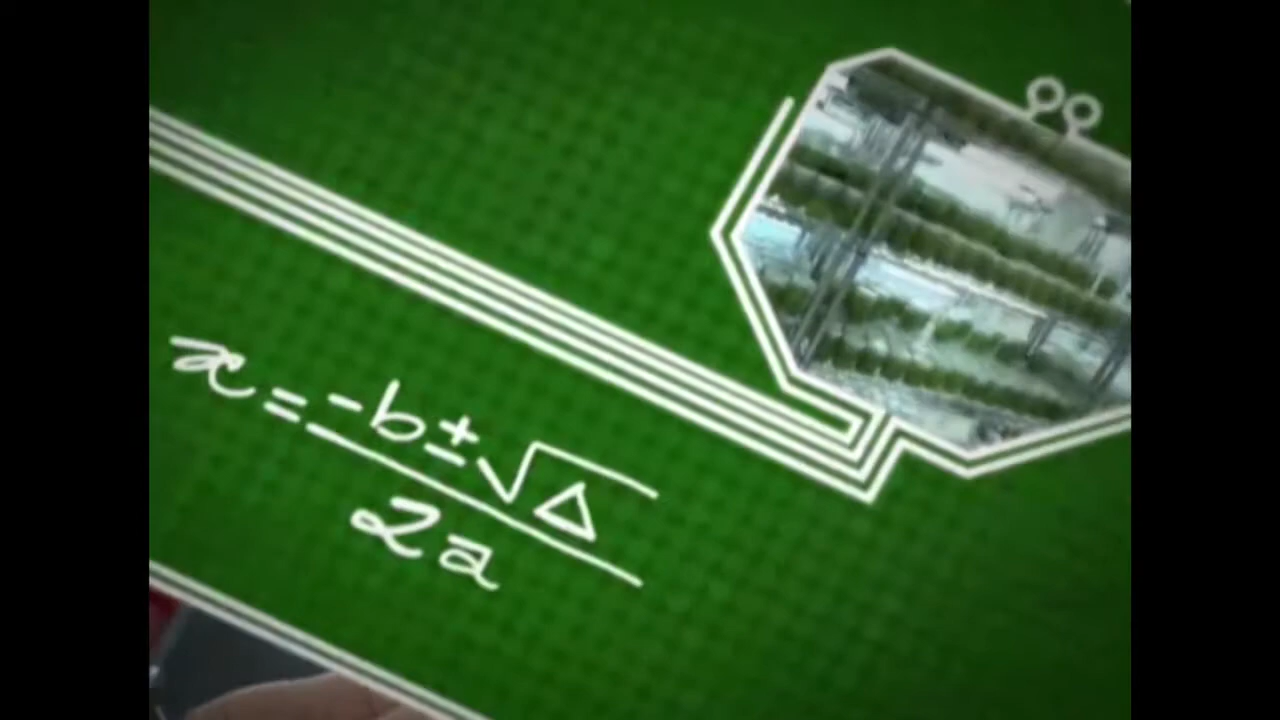 x = -b ± √Δ
2a